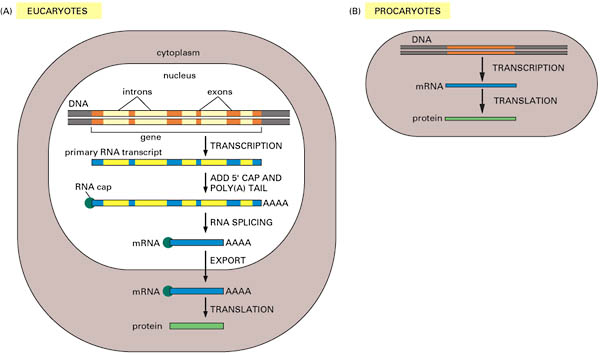 (A) EUCARYOTES
cytoplasm
nucleus
introns exons
DNA
gene
TRANSCRIPTION
primary RNA transcript
ADD 5' CAP AND
POLY(A) TAIL
RNA cap
AAAA
RNA SPLICING
mRNA AAAA
EXPORT
mRNA AAAA
TRANSLATION
protein
(B) PROCARYOTES
DNA
TRANSCRIPTION
mRNA
TRANSLATION
protein